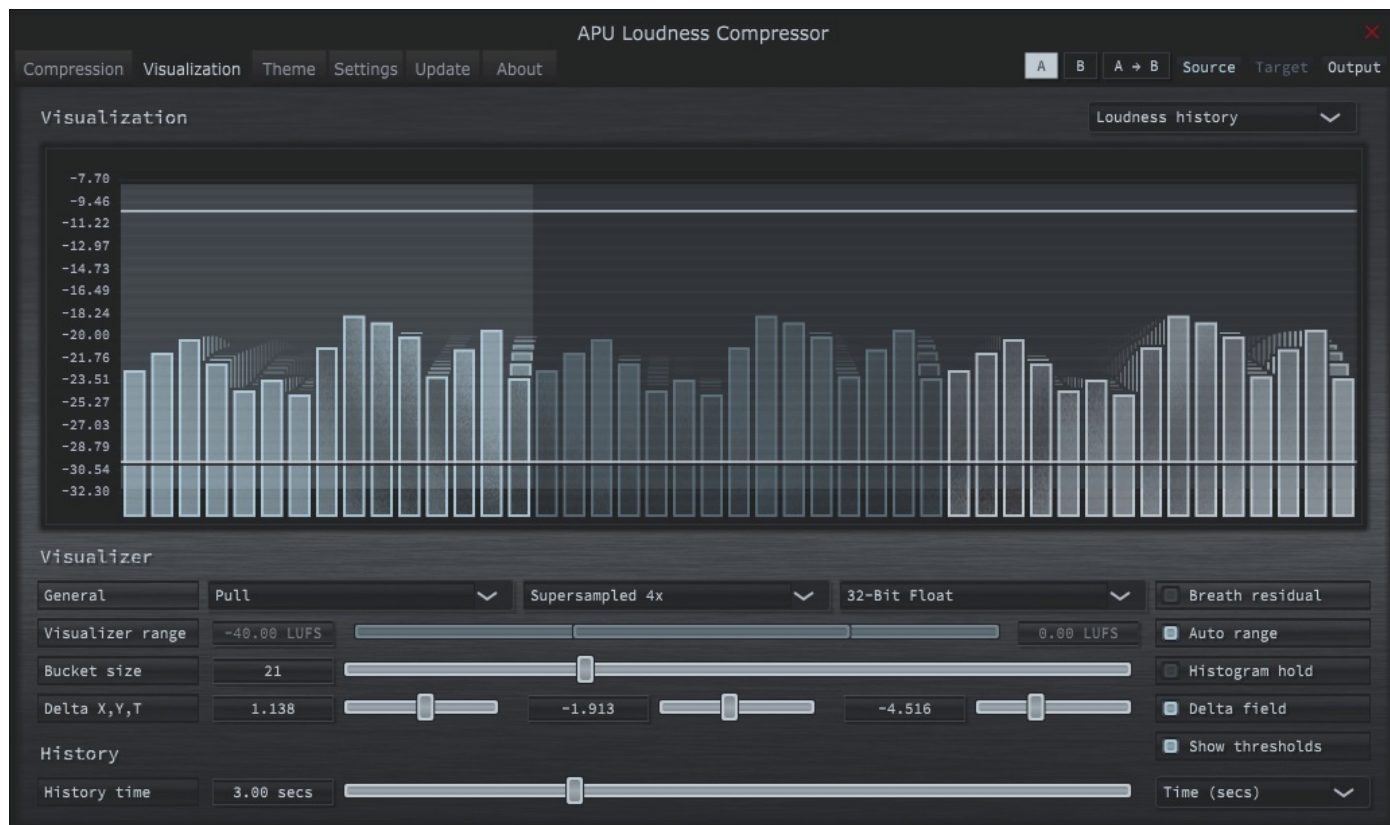 APU Loudness Compressor
Compression Visualization Theme Settings Update About A B A → B Source Target Output
Visualization Loudness history
-7.70
-9.46
-11.22
-12.97
-14.73
-16.49
-18.24
-20.00
-21.76
-23.51
-25.27
-27.03
-28.79
-30.54
-32.30
Visualizer
General Pull Supersampled 4x 32-Bit Float Breath residual
Visualizer range -40.00 LUFS 0.00 LUFS Auto range
Bucket size 21 Histogram hold
Delta X,Y,T 1.138 -1.913 -4.516 Delta field
Show thresholds
History
History time 3.00 secs Time (secs)